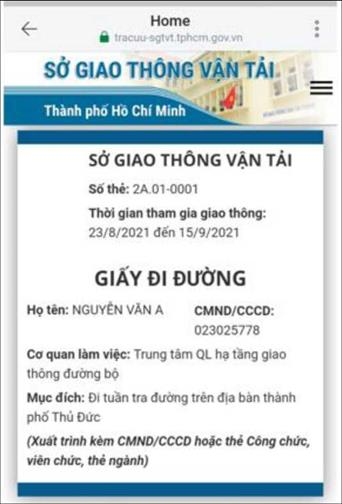 Home
tracuu-sgtvt.tphcm.gov.vn
SỞ GIAO THÔNG VẬN TẢI
Thành phố Hồ Chí Minh
SỞ GIAO THÔNG VẬN TẢI
Số thẻ: 2A.01-0001
Thời gian tham gia giao thông:
23/8/2021 đến 15/9/2021
GIẤY ĐI ĐƯỜNG
Họ tên: NGUYỄN VĂN A
CMND/CCCD:
023025778
Cơ quan làm việc: Trung tâm QL hạ tầng giao
thông đường bộ
Mục đích: Đi tuần tra đường trên địa bàn thành
phố Thủ Đức
(Xuất trình kèm CMND/CCCD hoặc thẻ Công chức,
viên chức, thẻ ngành)